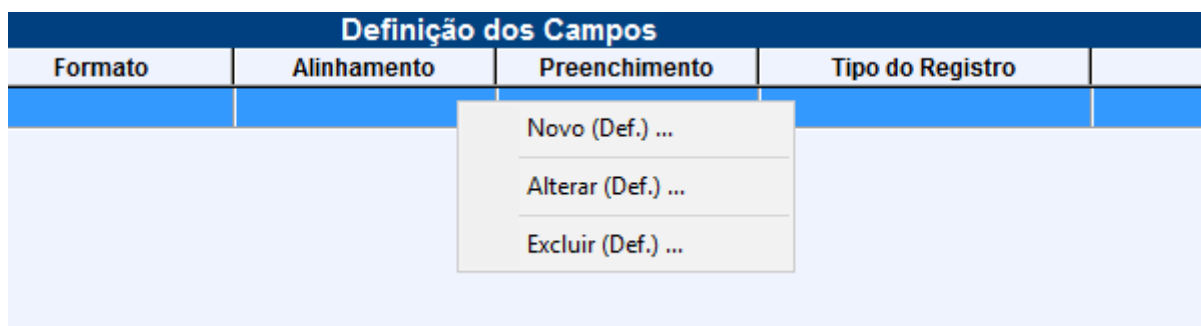 Definição dos Campos
Formato Alinhamento Preenchimento Tipo do Registro
Novo (Def.) ...
Alterar (Def.) ...
Excluir (Def.) ...